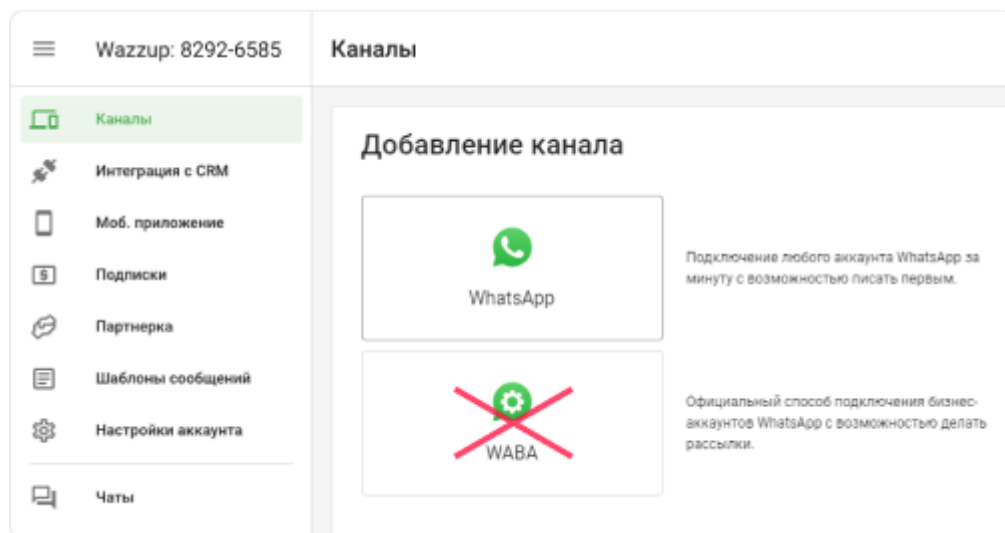 Wazzup: 8292-6585
Каналы
Каналы
Интеграция с CRM
Моб. приложение
Подписки
Партнерка
Шаблоны сообщений
Настройки аккаунта
Чаты
Добавление канала
WhatsApp
Подключение любого аккаунта WhatsApp за
минуту с возможностью писать первым.
WABA
Официальный способ подключения бизнес-
аккаунтов WhatsApp с возможностью делать
рассылки.